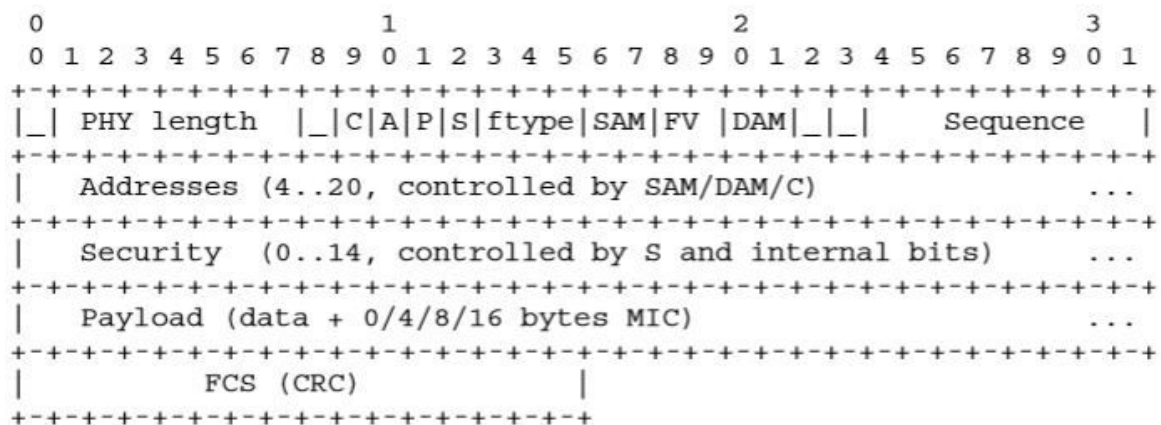 0                   1                   2                   3
 0 1 2 3 4 5 6 7 8 9 0 1 2 3 4 5 6 7 8 9 0 1 2 3 4 5 6 7 8 9 0 1
+-+-+-+-+-+-+-+-+-+-+-+-+-+-+-+-+-+-+-+-+-+-+-+-+-+-+-+-+-+-+-+-+
|_| PHY length  |_|C|A|P|S|ftype|SAM|FV |DAM|_|_|    Sequence   |
+-+-+-+-+-+-+-+-+-+-+-+-+-+-+-+-+-+-+-+-+-+-+-+-+-+-+-+-+-+-+-+-+
|   Addresses (4..20, controlled by SAM/DAM/C)               ...
+-+-+-+-+-+-+-+-+-+-+-+-+-+-+-+-+-+-+-+-+-+-+-+-+-+-+-+-+-+-+-+-+
|   Security  (0..14, controlled by S and internal bits)     ...
+-+-+-+-+-+-+-+-+-+-+-+-+-+-+-+-+-+-+-+-+-+-+-+-+-+-+-+-+-+-+-+-+
|   Payload (data + 0/4/8/16 bytes MIC)                      ...
+-+-+-+-+-+-+-+-+-+-+-+-+-+-+-+-+-+-+-+-+-+-+-+-+-+-+-+-+-+-+-+-+
|          FCS (CRC)            |
+-+-+-+-+-+-+-+-+-+-+-+-+-+-+-+-+